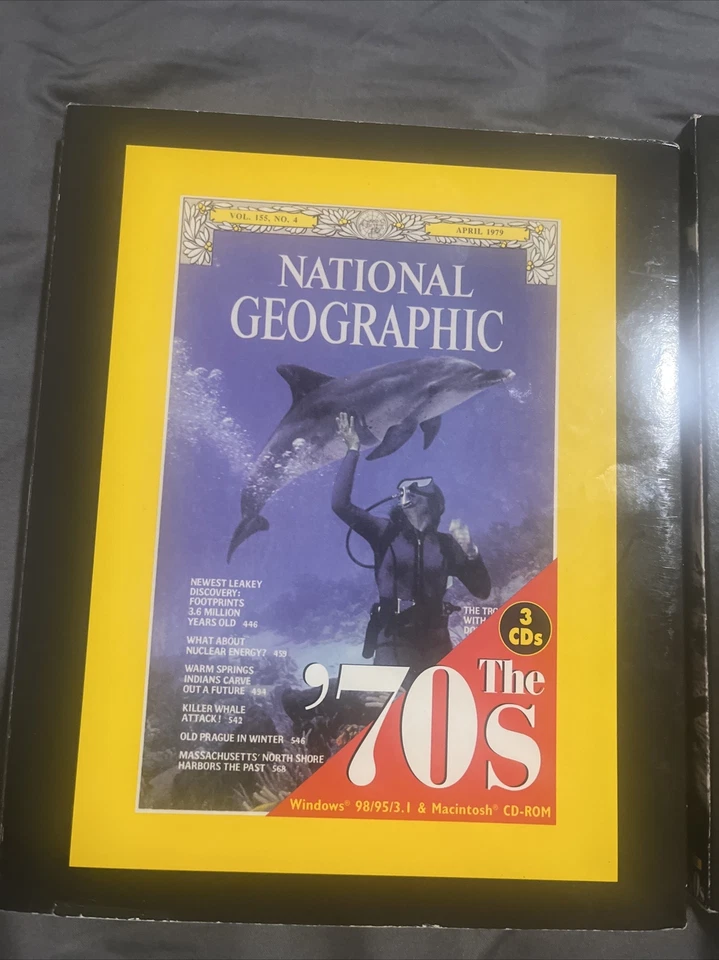 VOL. 155, NO. 4
APRIL 1979
NATIONAL
GEOGRAPHIC
NEWEST LEAKEY
DISCOVERY:
FOOTPRINTS
3.6 MILLION
YEARS OLD 446
WHAT ABOUT
NUCLEAR ENERGY? 459
WARM SPRINGS
INDIANS CARVE
OUT A FUTURE 494
KILLER WHALE
ATTACK! 542
OLD PRAGUE IN WINTER 546
MASSACHUSETTS' NORTH SHORE
HARBORS THE PAST 568
THE
WITH
3
CDs
The
'70s
Windows® 98/95/3.1 & Macintosh® CD-ROM